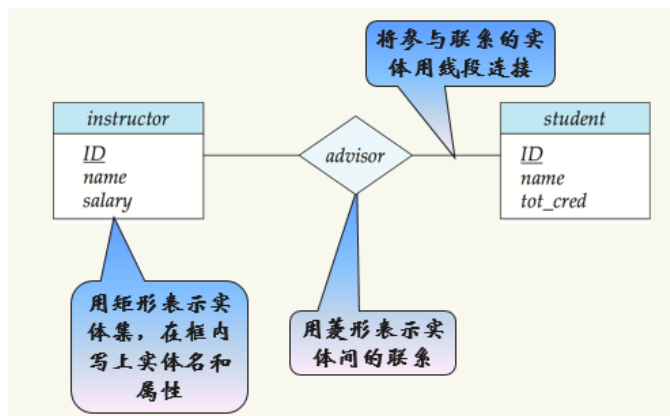 将参与联系的实
体用线段连接
instructor
ID
name
salary
advisor
student
ID
name
tot_cred
用矩形表示实
体集，在框内
写上实体名和
属性
用菱形表示实
体间的联系